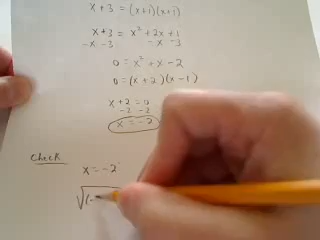 x + 3 = (x+1)(x+1)
x + 3 = x² + 2x + 1
-x -3 -x -3
0 = x² + x - 2
0 = (x + 2)(x - 1)
x + 2 = 0
-2 -2
x = -2
Check
x = -2
√(-